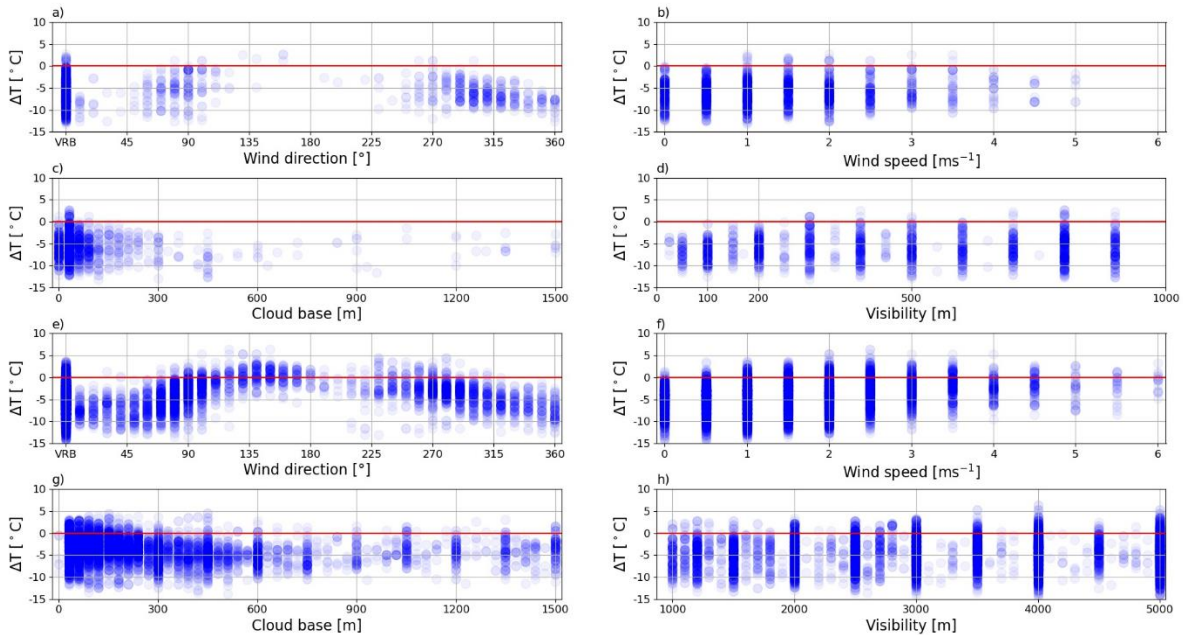 a)
ΔT [°C]
10
5
0
-5
-10
-15
VRB 45 90 135 180 225 270 315 360
Wind direction [°]
b)
ΔT [°C]
10
5
0
-5
-10
-15
0 1 2 3 4 5 6
Wind speed [ms⁻¹]
c)
ΔT [°C]
10
5
0
-5
-10
-15
0 300 600 900 1200 1500
Cloud base [m]
d)
ΔT [°C]
10
5
0
-5
-10
-15
0 100 200 500 1000
Visibility [m]
e)
ΔT [°C]
10
5
0
-5
-10
-15
VRB 45 90 135 180 225 270 315 360
Wind direction [°]
f)
ΔT [°C]
10
5
0
-5
-10
-15
0 1 2 3 4 5 6
Wind speed [ms⁻¹]
g)
ΔT [°C]
10
5
0
-5
-10
-15
0 300 600 900 1200 1500
Cloud base [m]
h)
ΔT [°C]
10
5
0
-5
-10
-15
1000 2000 3000 4000 5000
Visibility [m]